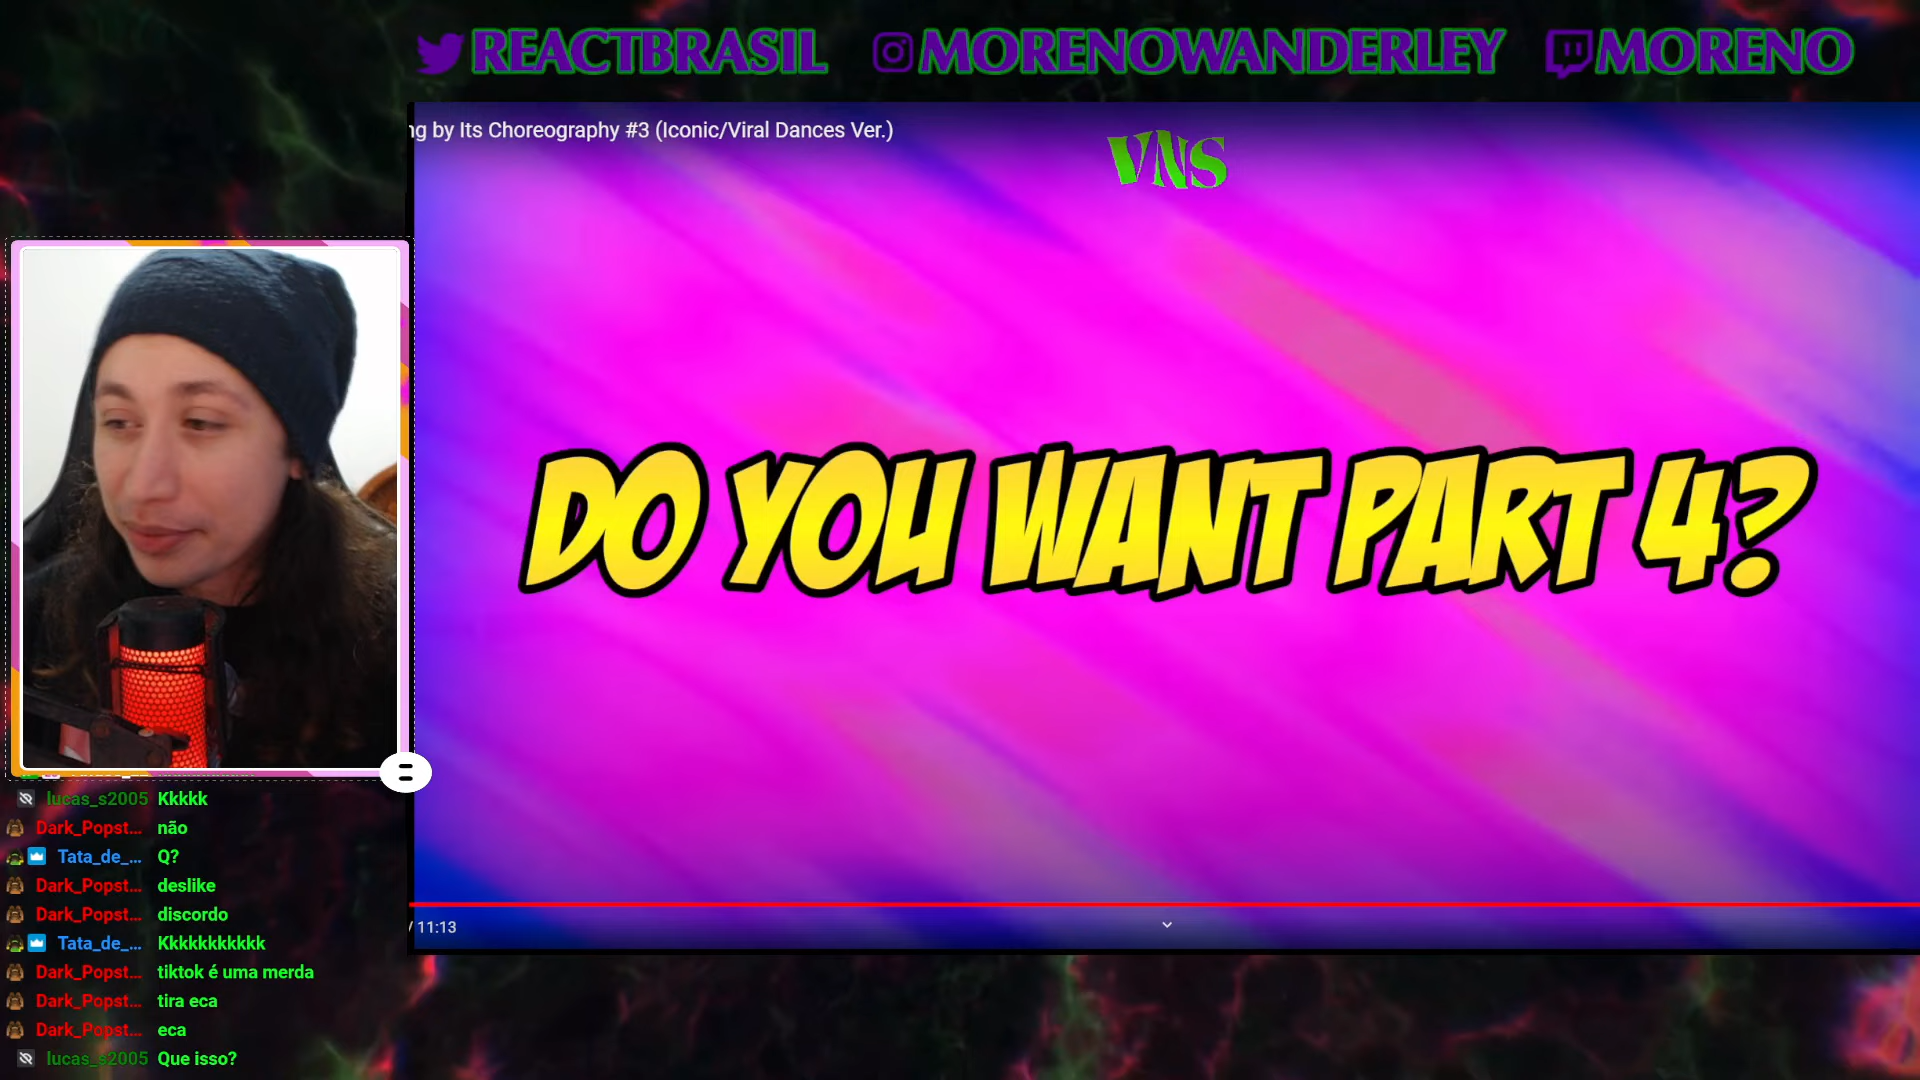 REACTBRASIL MORENOWANDERLEY MORENO
ng by Its Choreography #3 (Iconic/Viral Dances Ver.)
VNS
DO YOU WANT PART 4?
/ 11:13
lucas_s2005 Kkkkk
Dark_Popst... não
Tata_de_... Q?
Dark_Popst... deslike
Dark_Popst... discordo
Tata_de_... Kkkkkkkkkkk
Dark_Popst... tiktok é uma merda
Dark_Popst... tira eca
Dark_Popst... eca
lucas_s2005 Que isso?